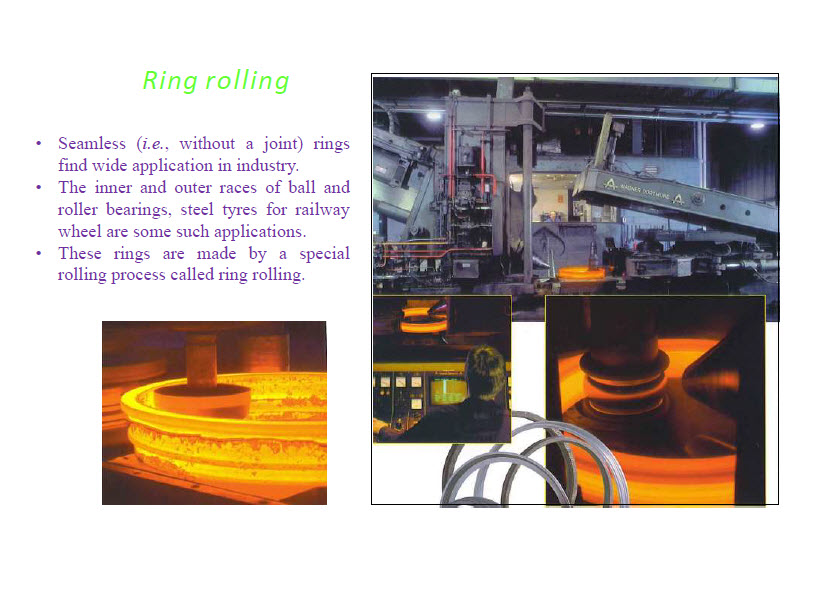 Ring rolling
• Seamless (i.e., without a joint) rings
find wide application in industry.
• The inner and outer races of ball and
roller bearings, steel tyres for railway
wheel are some such applications.
• These rings are made by a special
rolling process called ring rolling.